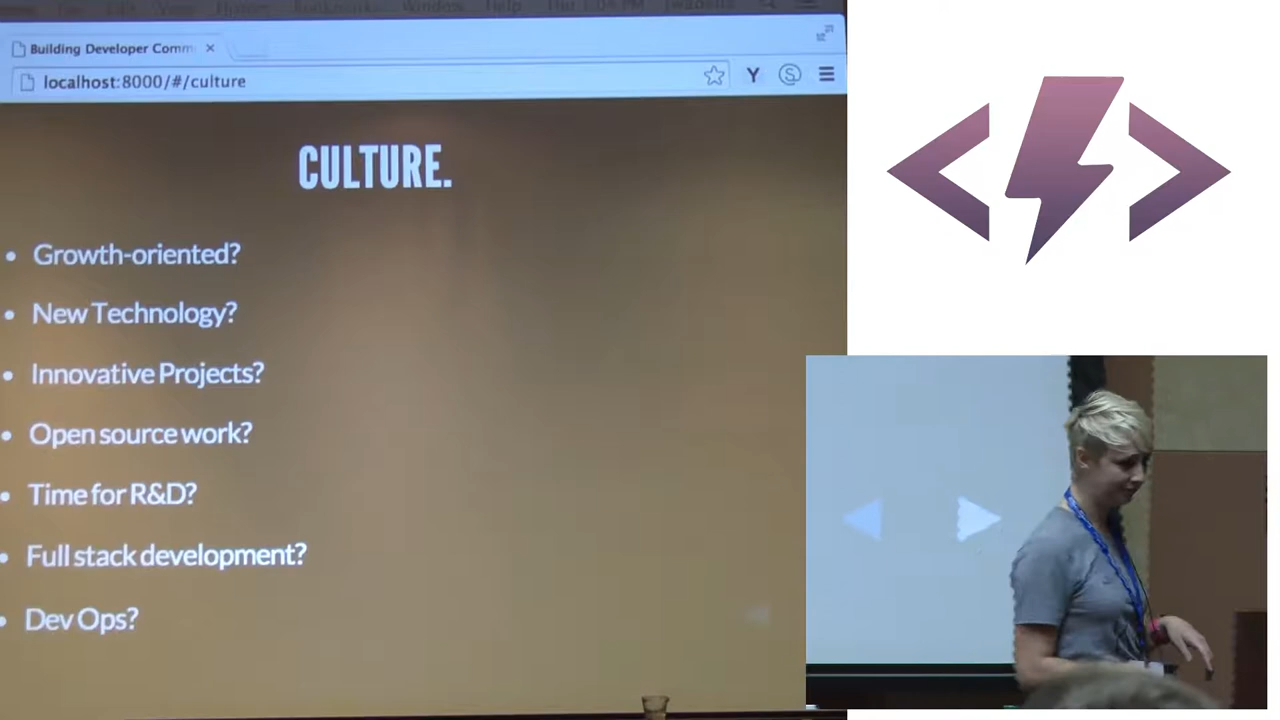 Building Developer Comm
localhost:8000/#/culture
CULTURE.
Growth-oriented?
New Technology?
Innovative Projects?
Open source work?
Time for R&D?
Full stack development?
Dev Ops?